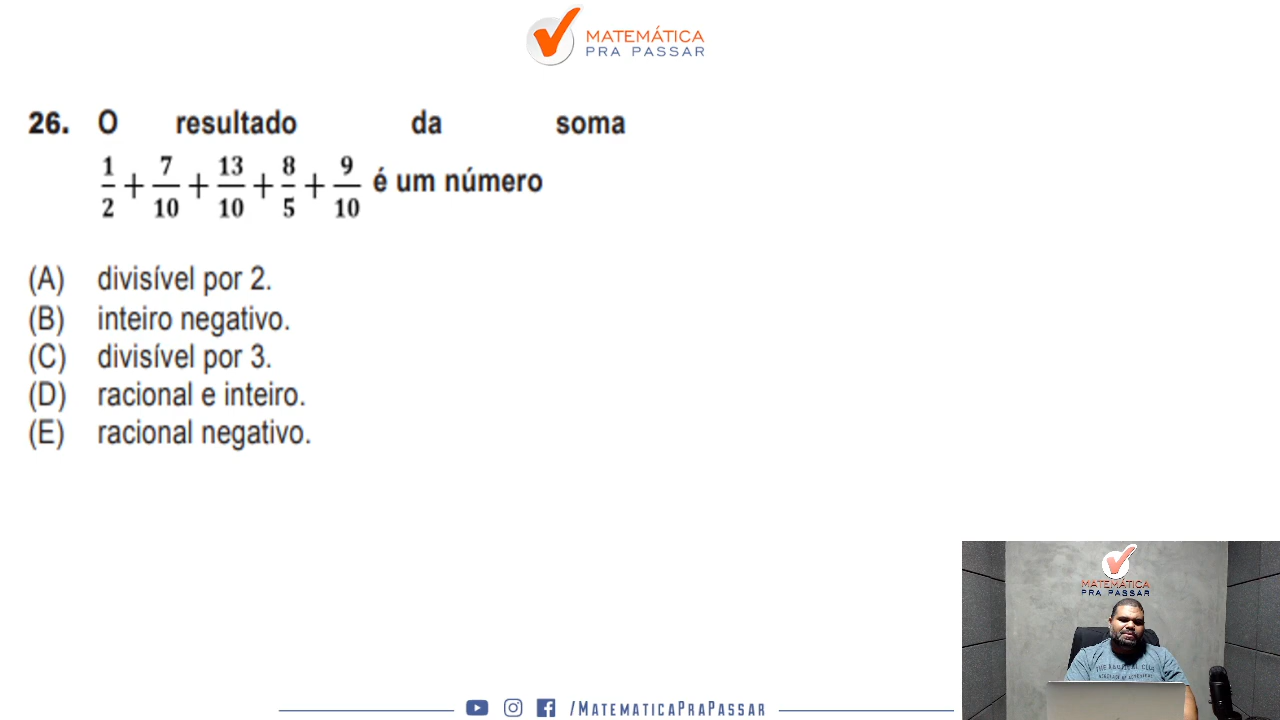 MATEMÁTICA
PRA PASSAR
26. O resultado da soma
1/2 + 7/10 + 13/10 + 8/5 + 9/10 é um número
(A) divisível por 2.
(B) inteiro negativo.
(C) divisível por 3.
(D) racional e inteiro.
(E) racional negativo.
MATEMÁTICA
PRA PASSAR
/MATEMATICAPRAPASSAR